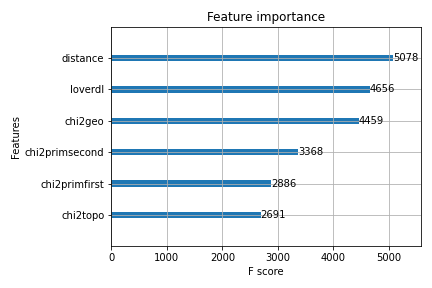 Feature importance
Features
distance 5078
loverdl 4656
chi2geo 4459
chi2primsecond 3368
chi2primfirst 2886
chi2topo 2691
0 1000 2000 3000 4000 5000
F score